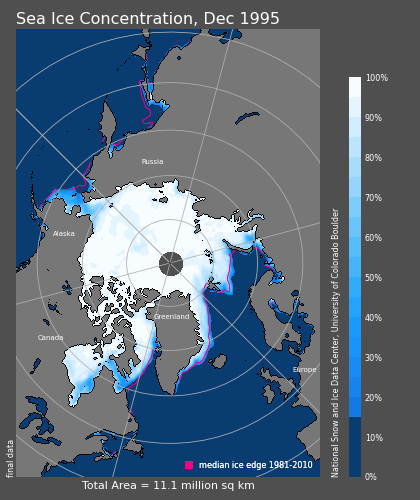 Sea Ice Concentration, Dec 1995
100%
90%
80%
70%
60%
50%
40%
30%
20%
10%
0%
National Snow and Ice Data Center, University of Colorado Boulder
Russia
Alaska
Greenland
Canada
Europe
median ice edge 1981-2010
final data
Total Area = 11.1 million sq km